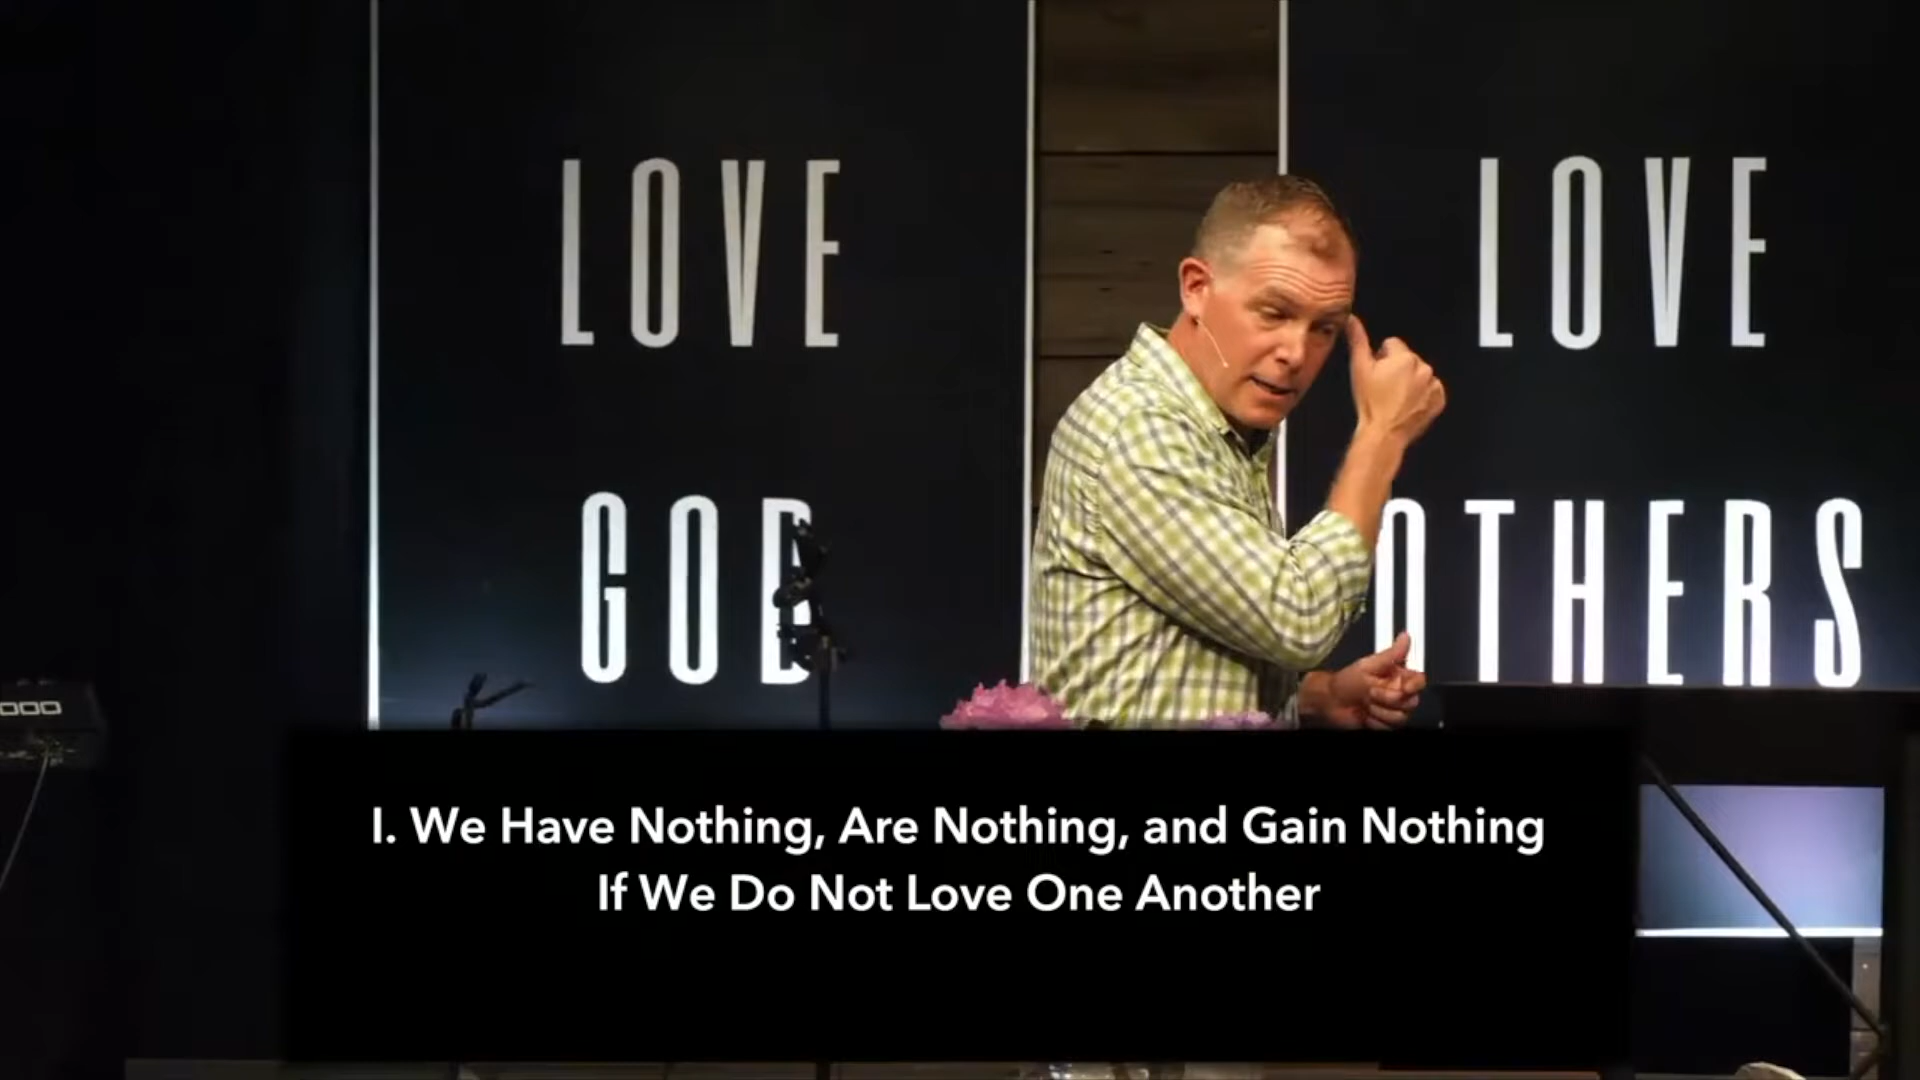 LOVE
GOD
LOVE
OTHERS
I. We Have Nothing, Are Nothing, and Gain Nothing
If We Do Not Love One Another